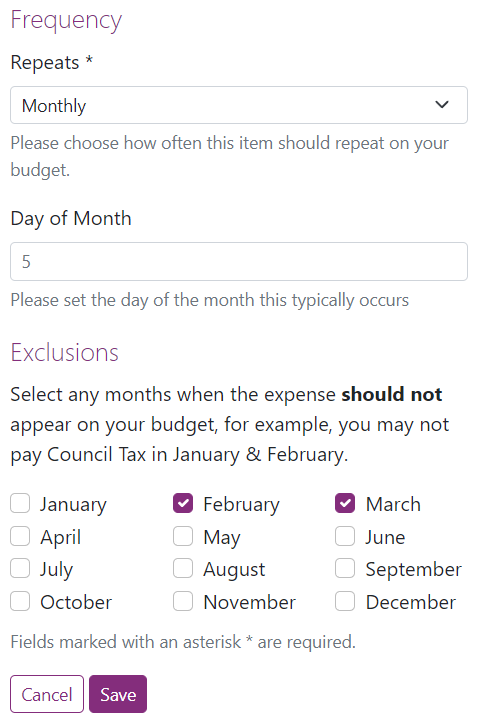 Frequency
Repeats *
Monthly
Please choose how often this item should repeat on your
budget.
Day of Month
5
Please set the day of the month this typically occurs
Exclusions
Select any months when the expense should not
appear on your budget, for example, you may not
pay Council Tax in January & February.
January February March
April May June
July August September
October November December
Fields marked with an asterisk * are required.
Cancel Save